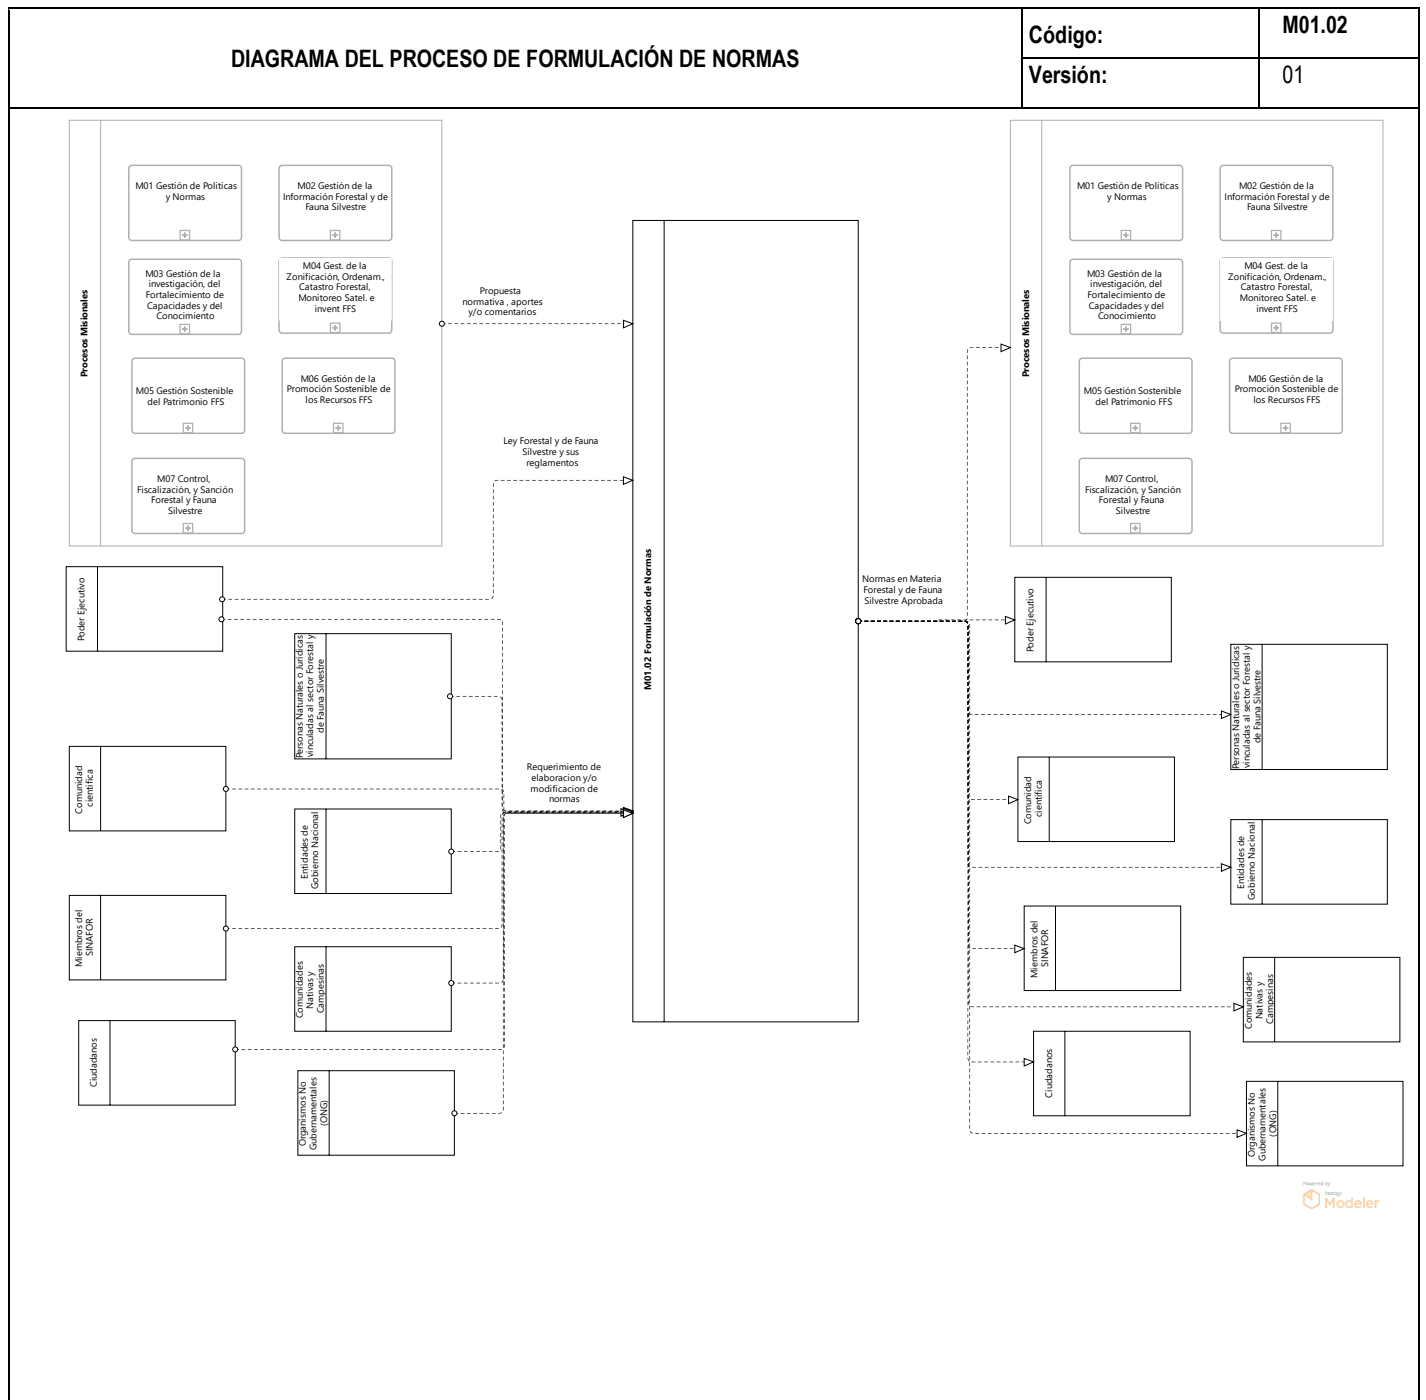 DIAGRAMA DEL PROCESO DE FORMULACIÓN DE NORMAS
Código:
M01.02
Versión:
01
Procesos Misionales
M01 Gestión de Politicas
y Normas
M02 Gestión de la
Información Forestal y de
Fauna Silvestre
M03 Gestión de la
investigación, del
Fortalecimiento de
Capacidades y del
Conocimiento
M04 Gest. de la
Zonificación, Ordenam.,
Catastro Forestal,
Monitoreo Satel. e
invent FFS
M05 Gestión Sostenible
del Patrimonio FFS
M06 Gestión de la
Promoción Sostenible de
los Recursos FFS
M07 Control,
Fiscalización, y Sanción
Forestal y Fauna
Silvestre
Poder Ejecutivo
Personas Naturales o Juridicas
vinculadas al sector Forestal y
de Fauna Silvestre
Comunidad
científica
Entidades de
Gobierno Nacional
Miembros del
SINAFOR
Comunidades
Nativas y
Campesinas
Ciudadanos
Organismos No
Gubernamentales
(ONG)
Propuesta
normativa , aportes
y/o comentarios
Ley Forestal y de Fauna
Silvestre y sus
reglamentos
Requerimiento de
elaboracion y/o
modificacion de
normas
M01.02 Formulación de Normas
Normas en Materia
Forestal y de Fauna
Silvestre Aprobada
Procesos Misionales
M01 Gestión de Politicas
y Normas
M02 Gestión de la
Información Forestal y de
Fauna Silvestre
M03 Gestión de la
investigación, del
Fortalecimiento de
Capacidades y del
Conocimiento
M04 Gest. de la
Zonificación, Ordenam.,
Catastro Forestal,
Monitoreo Satel. e
invent FFS
M05 Gestión Sostenible
del Patrimonio FFS
M06 Gestión de la
Promoción Sostenible de
los Recursos FFS
M07 Control,
Fiscalización, y Sanción
Forestal y Fauna
Silvestre
Poder Ejecutivo
Personas Naturales o Juridicas
vinculadas al sector Forestal y
de Fauna Silvestre
Comunidad
científica
Entidades de
Gobierno Nacional
Miembros del
SINAFOR
Comunidades
Nativas y
Campesinas
Ciudadanos
Organismos No
Gubernamentales
(ONG)
Powered by
bizagi
Modeler